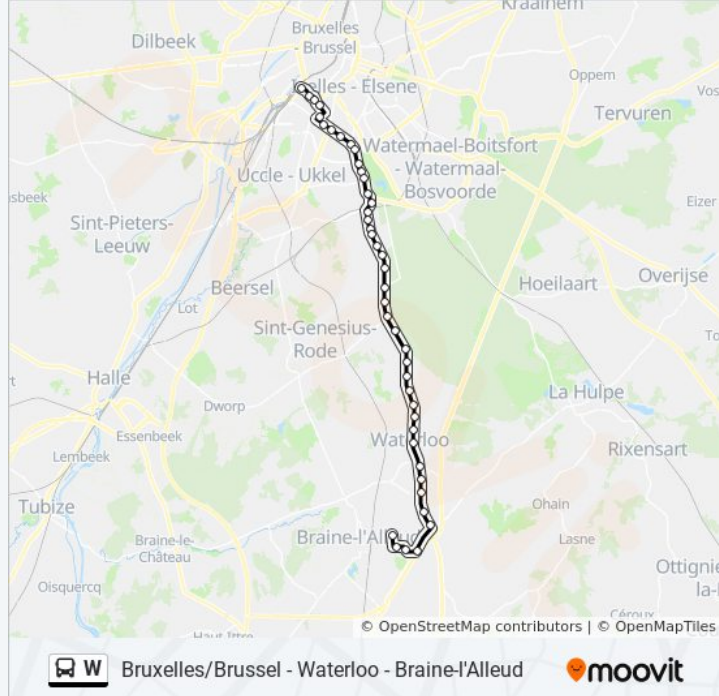 Kraainem
Bruxelles
- Brussel
Dilbeek
Ixelles - Elsene
Oppem
Vos
Tervuren
Watermael-Boitsfort
- Watermaal-
Bosvoorde
Uccle - Ukkel
sbeek
Eizer
Sint-Pieters-
Leeuw
Overijse
Hoeilaart
Beersel
Lot
Sint-Genesius-
Rode
Halle
La Hulpe
Dworp
Essenbeek
Waterloo
Rixensart
Lembeek
Tubize
Ohain
Braine-l'Alleud
Lasne
Braine-le-
Château
Ottignie
la-
Oisquercq
Céroux
Haut Ittre
© OpenStreetMap contributors | © OpenMapTiles
W Bruxelles/Brussel - Waterloo - Braine-l'Alleud moovit